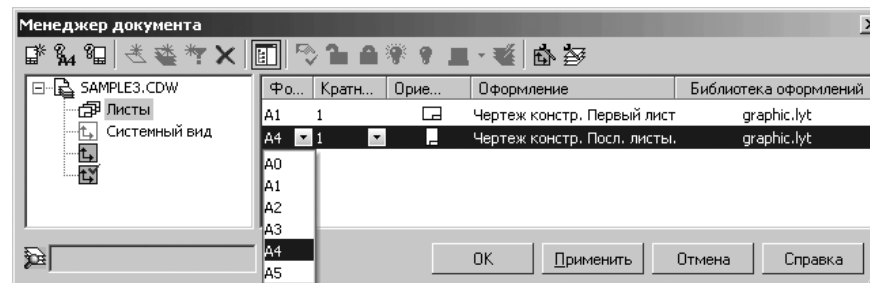 Менеджер документа
A4
SAMPLE3.CDW
Листы
Системный вид
Фо... Кратн... Орие... Оформление Библиотека оформлений
A1 1 Чертеж констр. Первый лист graphic.lyt
A4 1 Чертеж констр. Посл. листы. graphic.lyt
A0
A1
A2
A3
A4
A5
OK Применить Отмена Справка